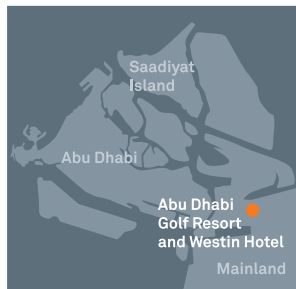 Saadiyat
Island
Abu Dhabi
Abu Dhabi
Golf Resort
and Westin Hotel
Mainland